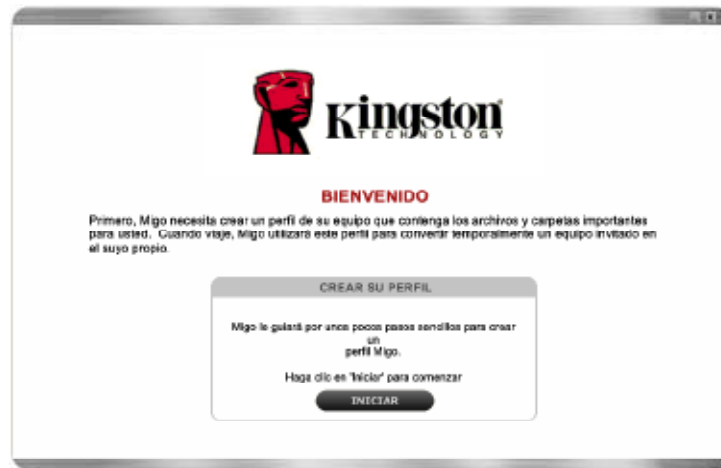 Kingston
TECHNOLOGY
BIENVENIDO
Primero, Migo necesita crear un perfil de su equipo que contenga los archivos y carpetas importantes
para usted. Cuando viaje, Migo utilizará este perfil para convertir temporalmente un equipo invitado en
el suyo propio.
CREAR SU PERFIL
Migo le guiará por unos pocos pasos sencillos para crear
un
perfil Migo.
Haga clic en 'Iniciar' para comenzar
INICIAR